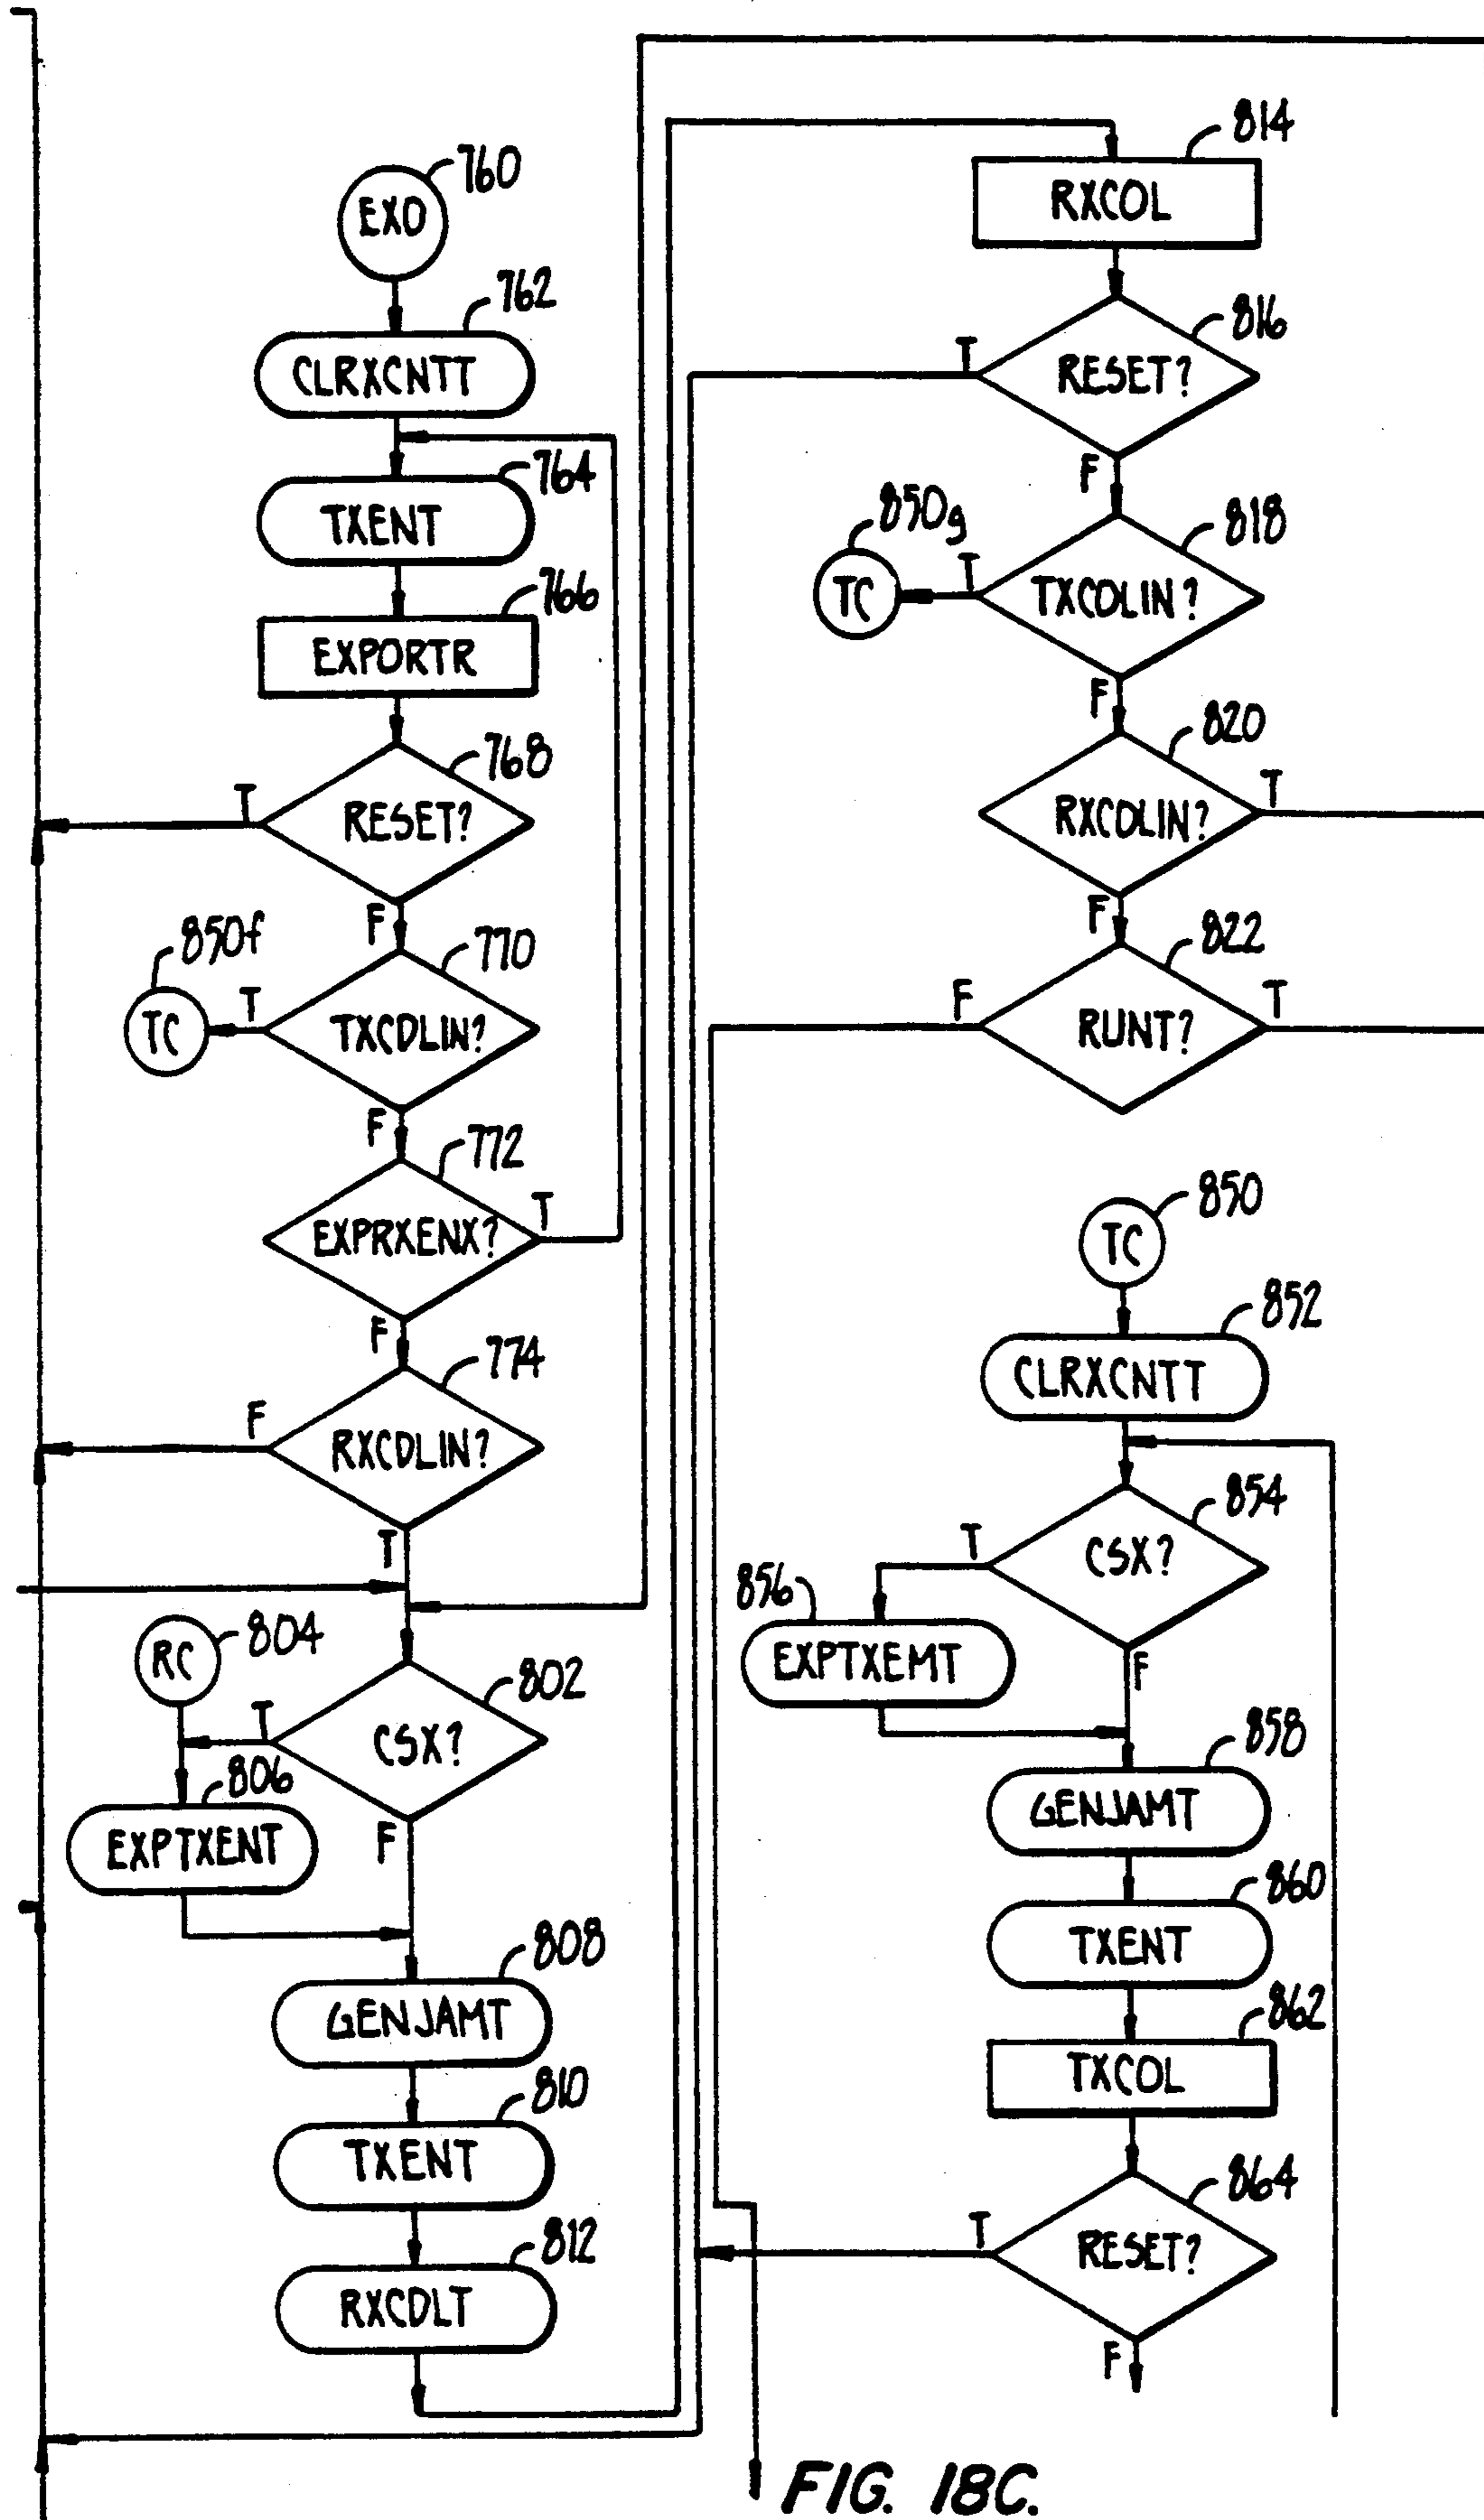 760
EXD
762
CLRXCNTT
764
TXENT
766
EXPORTR
768
T
RESET?
F
850f
770
TC
T
TXCDLIN?
F
772
EXPRXENX?
T
F
774
F
RXCDLIN?
T
RC
804
802
T
CSX?
806
EXPTXENT
F
808
GENJAMT
810
TXENT
812
RXCDLT
814
RXCOL
816
T
RESET?
F
850g
818
TC
T
TXCOLIN?
F
820
RXCOLIN?
T
F
822
F
RUNT?
T
850
TC
852
CLRXCNTT
854
T
CSX?
856
EXPTXEMT
F
858
GENJAMT
860
TXENT
862
TXCOL
864
T
RESET?
F
FIG. 18C.